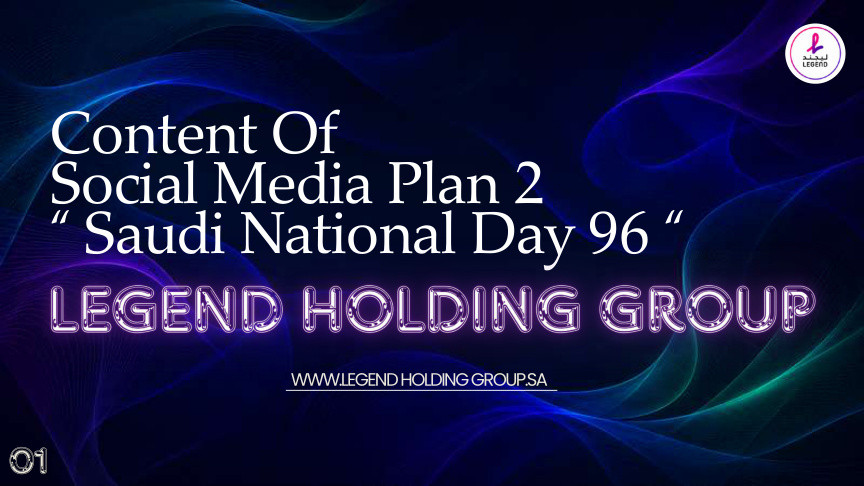 ليجند
LEGEND
Content Of
Social Media Plan 2
“ Saudi National Day 96 “
LEGEND HOLDING GROUP
WWW.LEGEND HOLDING GROUP.SA
01